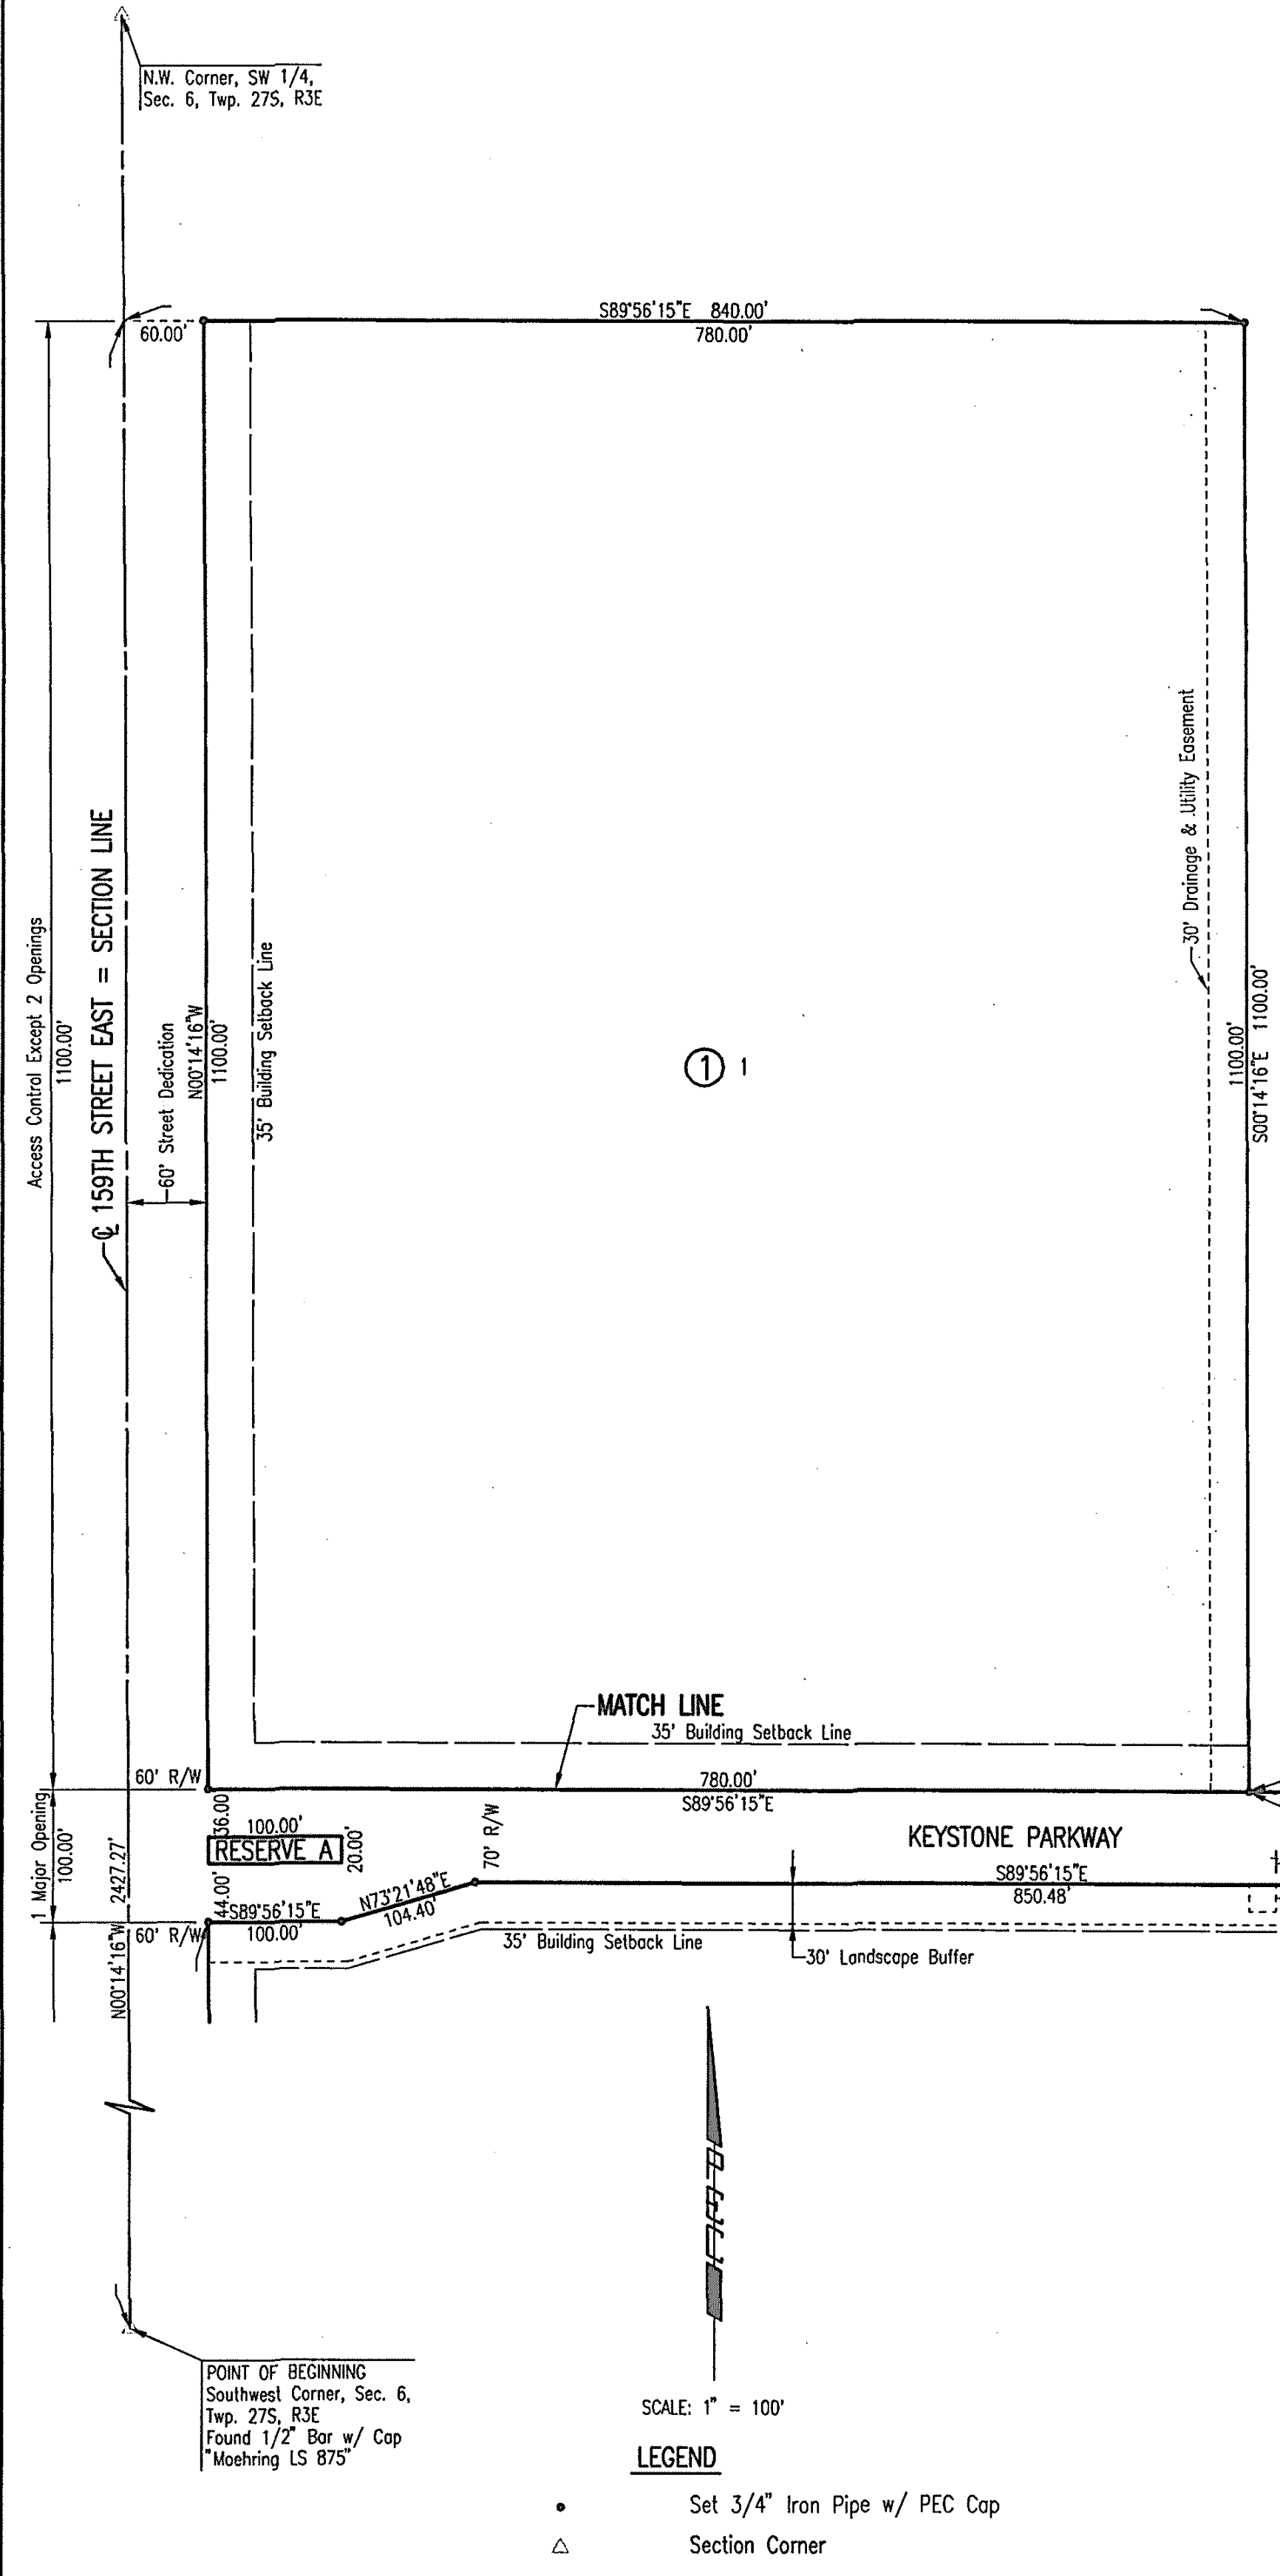 N.W. Corner, SW 1/4,
Sec. 6, Twp. 27S, R3E
S89°56'15"E 840.00'
60.00'
780.00'
30' Drainage & Utility Easement
℄ 159TH STREET EAST = SECTION LINE
Access Control Except 2 Openings
1100.00'
60' Street Dedication
N00°14'16"W
1100.00'
35' Building Setback Line
1 1
1100.00'
S00°14'16"E 1100.00'
MATCH LINE
35' Building Setback Line
60' R/W
780.00'
S89°56'15"E
1 Major Opening
100.00'
36.00'
100.00'
RESERVE A
20.00'
70' R/W
KEYSTONE PARKWAY
N00°14'16"W 2427.27'
44.00'
S89°56'15"E
100.00'
N73°21'48"E
104.40'
S89°56'15"E
850.48'
60' R/W
35' Building Setback Line
30' Landscape Buffer
POINT OF BEGINNING
Southwest Corner, Sec. 6,
Twp. 27S, R3E
Found 1/2" Bar w/ Cap
"Moehring LS 875"
SCALE: 1" = 100'
LEGEND
Set 3/4" Iron Pipe w/ PEC Cap
Section Corner